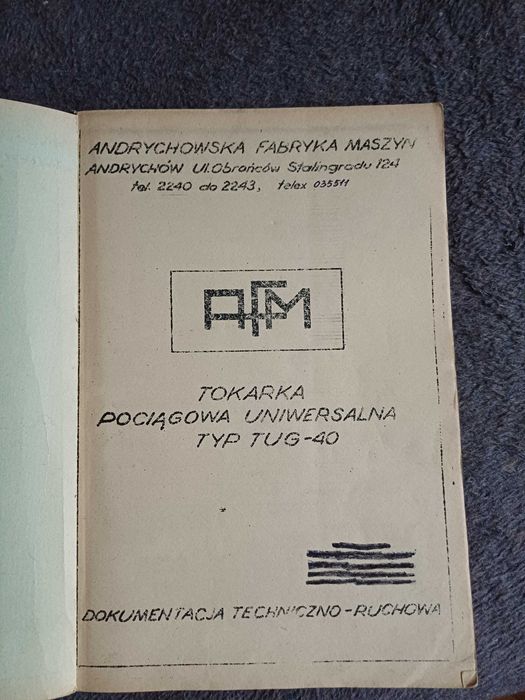 ANDRYCHOWSKA FABRYKA MASZYN
ANDRYCHÓW Ul. Obrońców Stalingradu 124
tel. 2240 do 2243, telex 035511
AFM
TOKARKA
POCIĄGOWA UNIWERSALNA
TYP TUG-40
DOKUMENTACJA TECHNICZNO-RUCHOWA